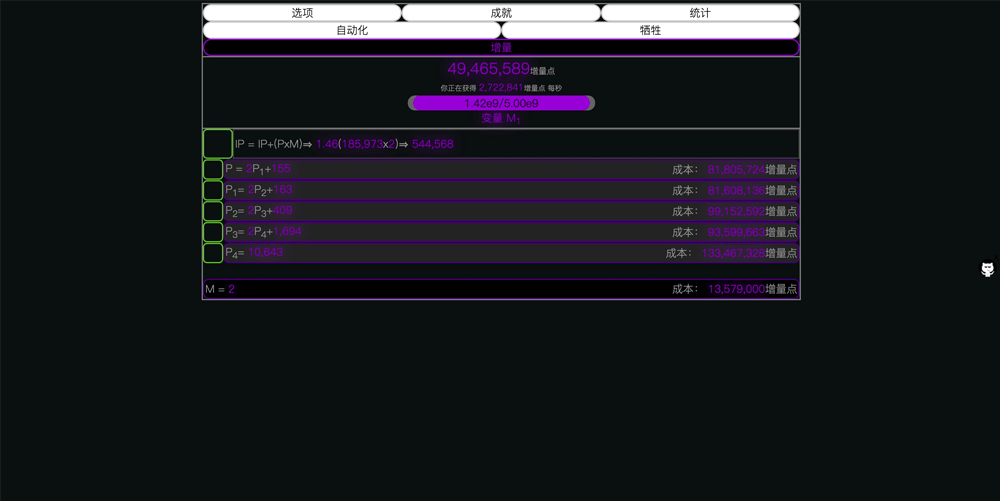 选项 成就 统计
自动化 牺牲
增量
49,465,589增量点
你正在获得 2,722,841增量点 每秒
1.42e9/5.00e9
变量 M₁
IP = IP+(PxM)⇒ 1.46(185,973x2)⇒ 544,568
P = 2P₁+155 成本： 81,805,724增量点
P₁= 2P₂+163 成本： 81,608,136增量点
P₂= 2P₃+409 成本： 99,152,592增量点
P₃= 2P₄+1,694 成本： 93,599,663增量点
P₄= 10,643 成本： 133,467,328增量点
M = 2 成本： 13,579,000增量点